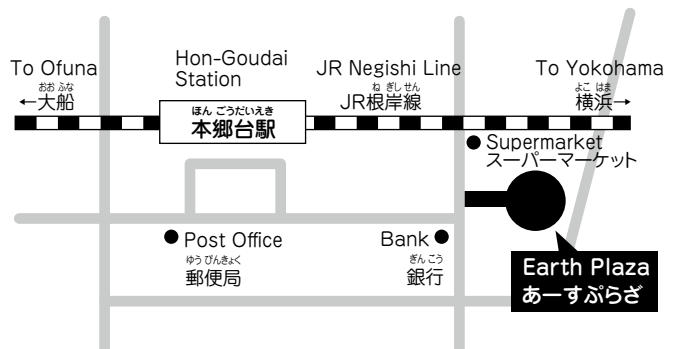 To Ofuna
おお ふな
←大船
Hon-Goudai
Station
ほん ごうだいえき
本郷台駅
JR Negishi Line
ね ぎし せん
JR根岸線
To Yokohama
よこ はま
横浜→
Supermarket
スーパーマーケット
Post Office
ゆう びんきょく
郵便局
Bank
ぎん こう
銀行
Earth Plaza
あーすぷらざ